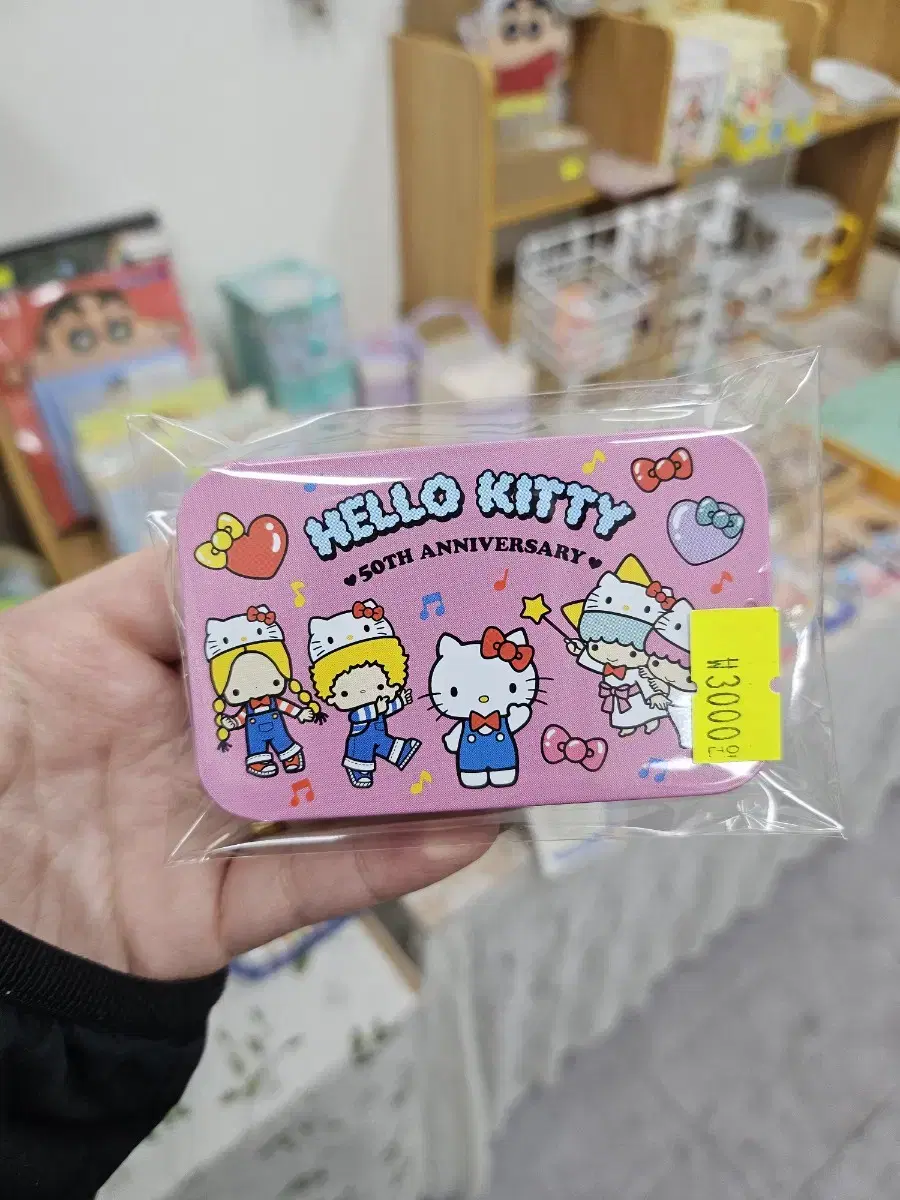 HELLO KITTY
♥50TH ANNIVERSARY♥
₩3000원